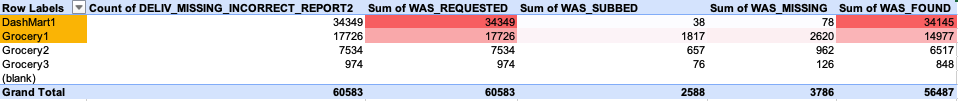 Row Labels Count of DELIV_MISSING_INCORRECT_REPORT2 Sum of WAS_REQUESTED Sum of WAS_SUBBED Sum of WAS_MISSING Sum of WAS_FOUND
DashMart1 34349 34349 38 78 34145
Grocery1 17726 17726 1817 2620 14977
Grocery2 7534 7534 657 962 6517
Grocery3 974 974 76 126 848
(blank)
Grand Total 60583 60583 2588 3786 56487